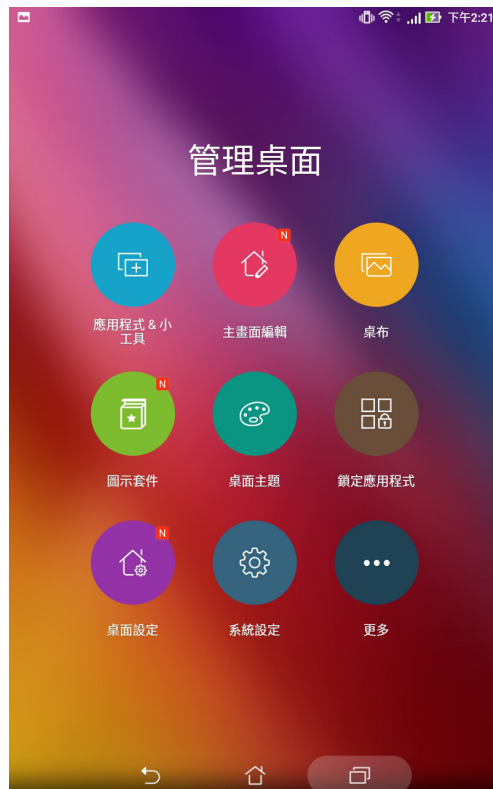 下午2:21
管理桌面
N
應用程式 & 小
工具
主畫面編輯
桌布
N
圖示套件
桌面主題
鎖定應用程式
N
桌面設定
系統設定
更多